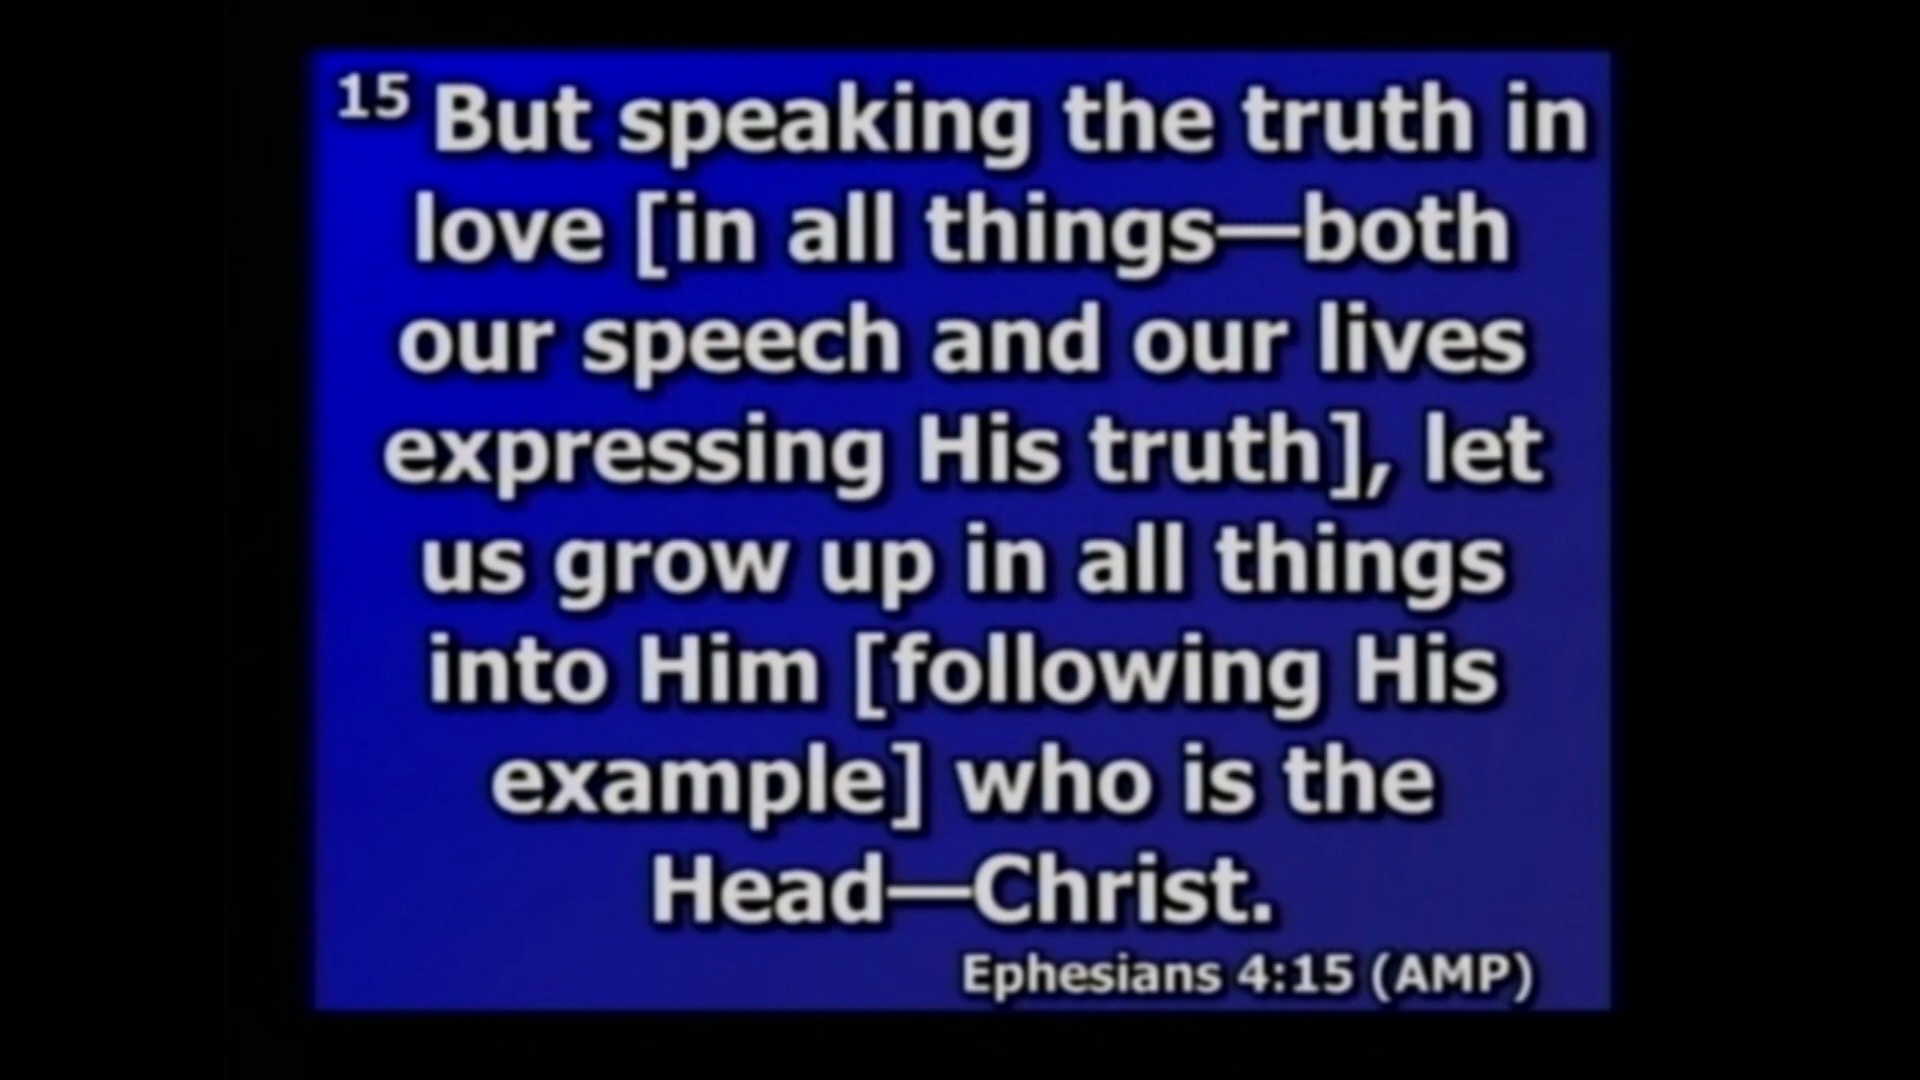 15 But speaking the truth in
love [in all things—both
our speech and our lives
expressing His truth], let
us grow up in all things
into Him [following His
example] who is the
Head—Christ.
Ephesians 4:15 (AMP)